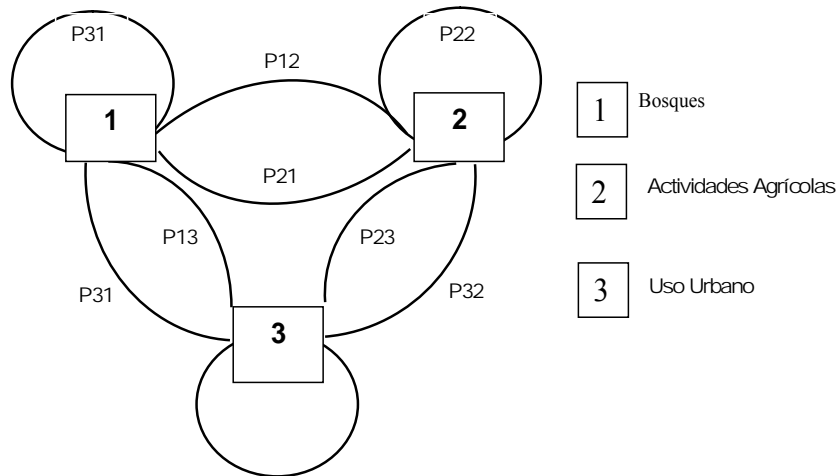 P31
P22
P12
1
2
P21
P13
P23
P31
P32
3
1 Bosques
2 Actividades Agrícolas
3 Uso Urbano